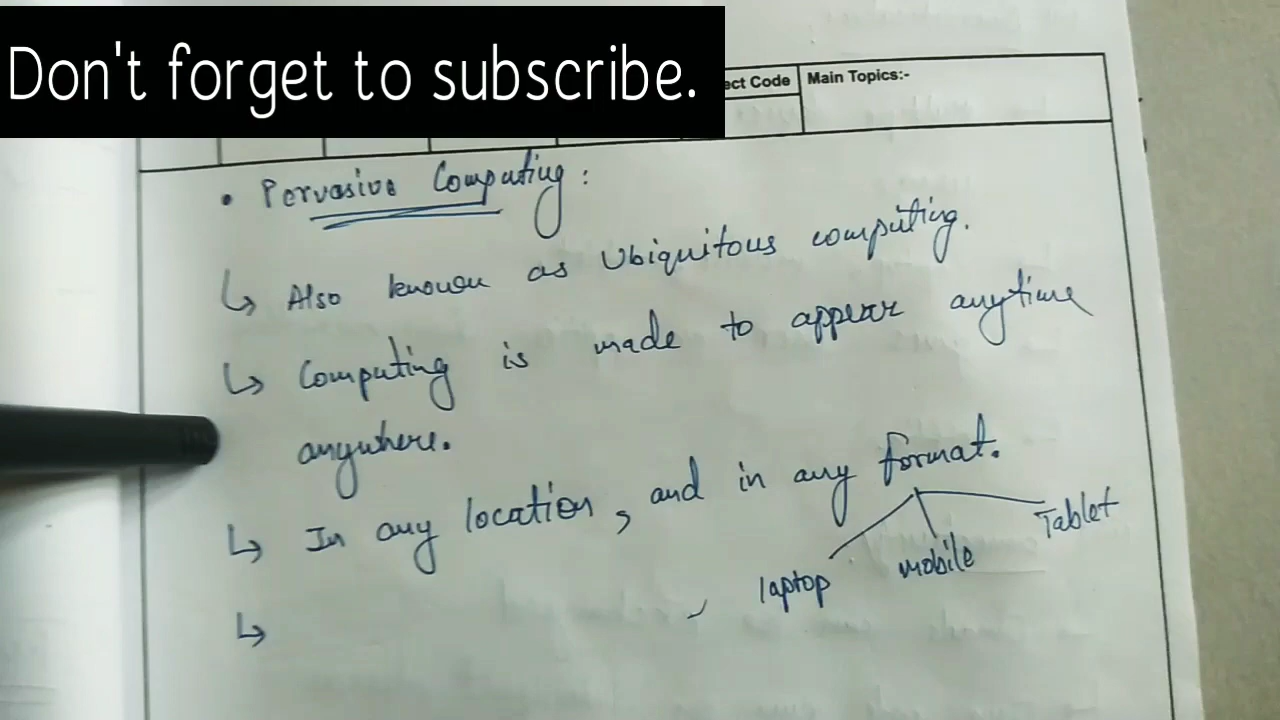 Don't forget to subscribe.
ect Code
Main Topics:-
• Pervasive Computing :
↳ Also known as Ubiquitous computing.
↳ Computing is made to appear anytime
anywhere.
↳ In any location, and in any format.
laptop mobile Tablet
↳